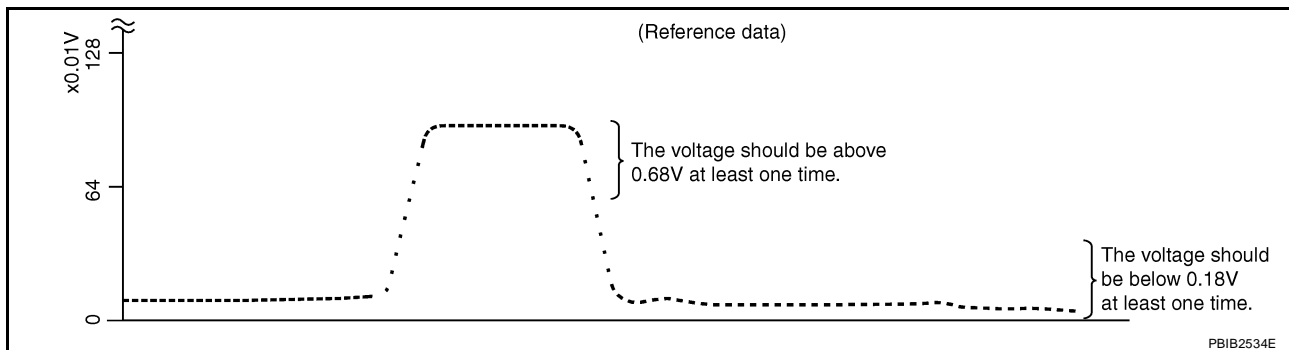 (Reference data)
x0.01V
128
64
0
The voltage should be above
0.68V at least one time.
The voltage should
be below 0.18V
at least one time.
PBIB2534E